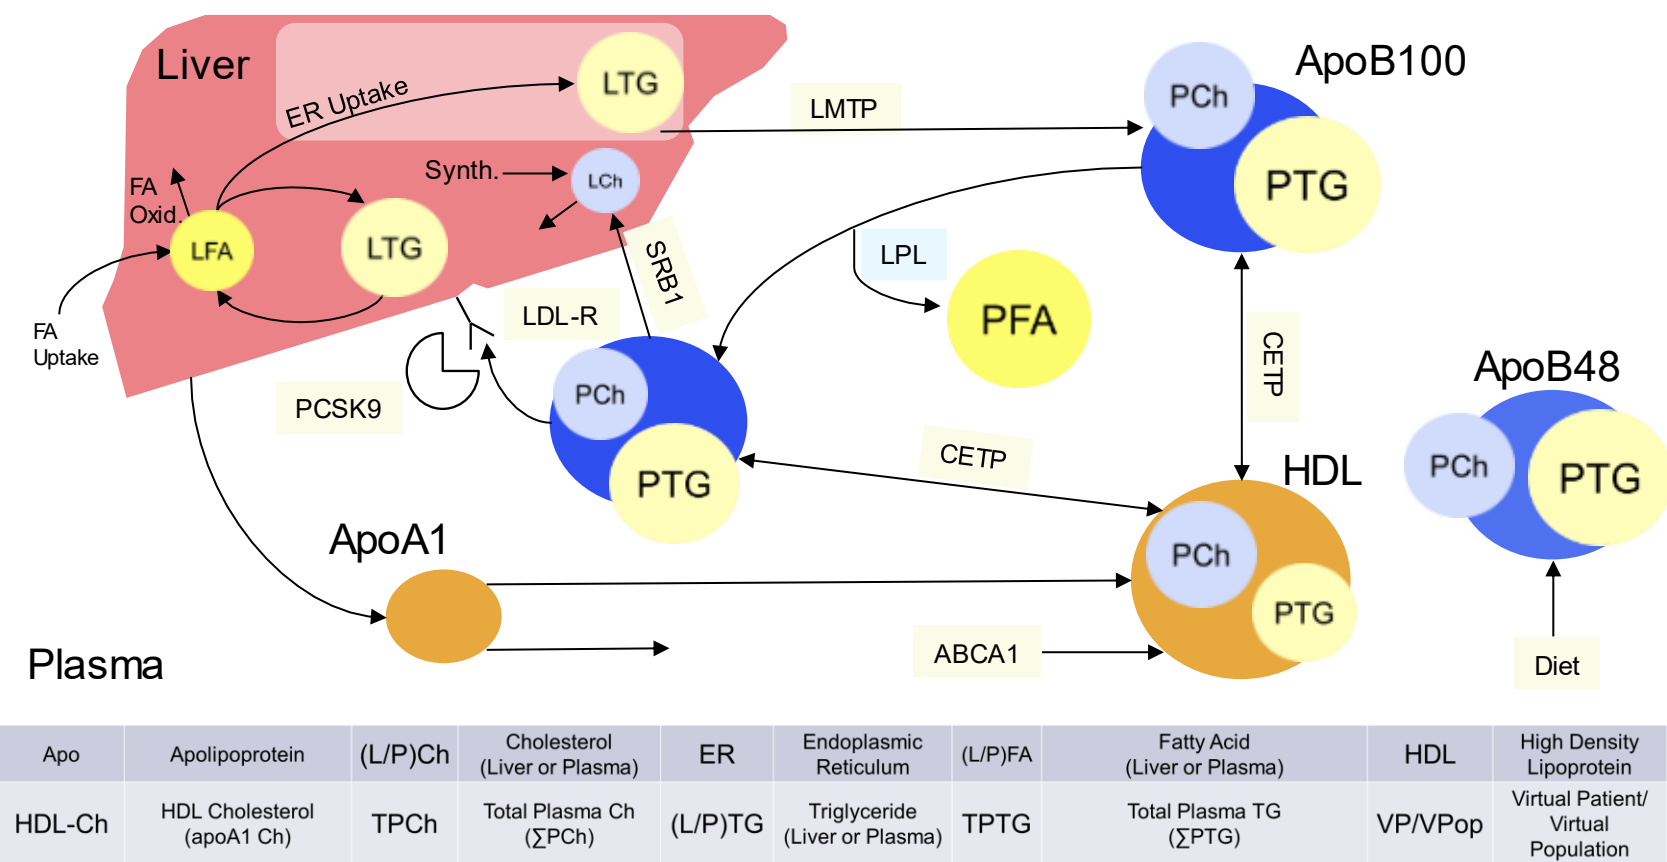 Liver
ER Uptake
LTG
LMTP
PCh
ApoB100
PTG
FA
Oxid.
Synth.
LCh
LFA
LTG
SRB1
LPL
PFA
FA
Uptake
LDL-R
PCSK9
PCh
PTG
CETP
CETP
ApoB48
PCh
PTG
HDL
PCh
PTG
ApoA1
ABCA1
Diet
Plasma
Apo
Apolipoprotein
(L/P)Ch
Cholesterol
(Liver or Plasma)
ER
Endoplasmic
Reticulum
(L/P)FA
Fatty Acid
(Liver or Plasma)
HDL
High Density
Lipoprotein
HDL-Ch
HDL Cholesterol
(apoA1 Ch)
TPCh
Total Plasma Ch
(∑PCh)
(L/P)TG
Triglyceride
(Liver or Plasma)
TPTG
Total Plasma TG
(∑PTG)
VP/VPop
Virtual Patient/
Virtual
Population